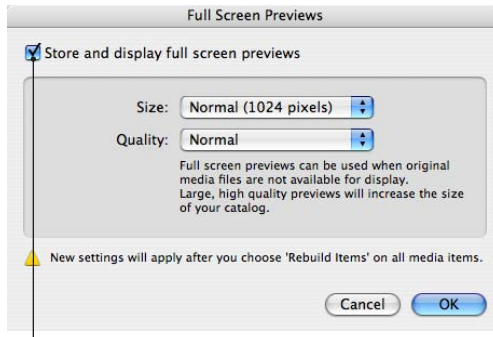 Full Screen Previews
Store and display full screen previews
Size: Normal (1024 pixels)
Quality: Normal
Full screen previews can be used when original
media files are not available for display.
Large, high quality previews will increase the size
of your catalog.
New settings will apply after you choose 'Rebuild Items' on all media items.
Cancel OK